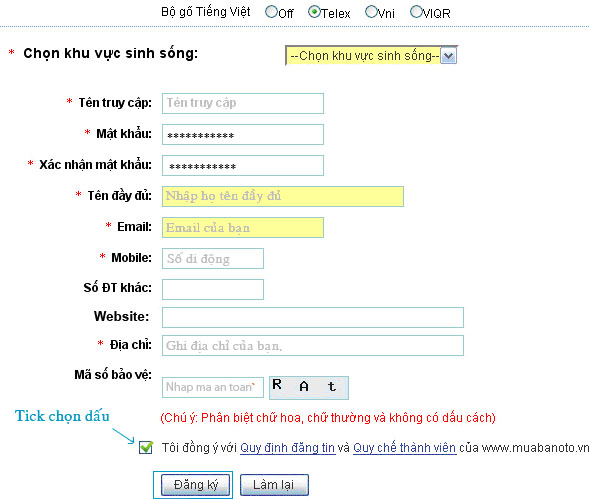 Bộ gõ Tiếng Việt Off Telex Vni VIQR
* Chọn khu vực sinh sống: --Chọn khu vực sinh sống--
* Tên truy cập: Tên truy cập
* Mật khẩu: ***********
* Xác nhận mật khẩu: ***********
* Tên đầy đủ: Nhập họ tên đầy đủ
* Email: Email của bạn
* Mobile: Số di động
Số ĐT khác:
Website:
* Địa chỉ: Ghi địa chỉ của bạn.
Mã số bảo vệ: Nhap ma an toan* R A t
(Chú ý: Phân biệt chữ hoa, chữ thường và không có dấu cách)
Tick chọn dấu
Tôi đồng ý với Quy định đăng tin và Quy chế thành viên của www.muabanoto.vn
Đăng ký Làm lại